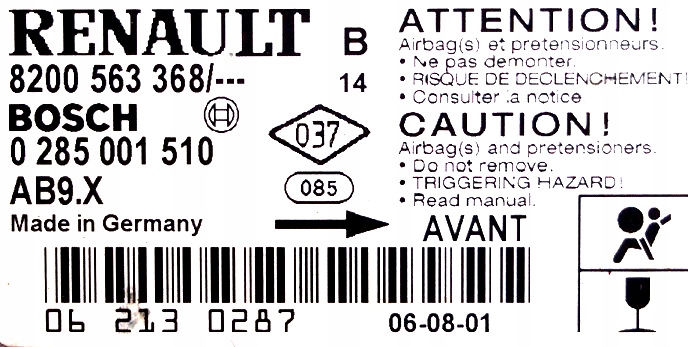 RENAULT B
8200 563 368/--- 14
BOSCH
0 285 001 510
AB9.X
Made in Germany
037
085
ATTENTION!
Airbag(s) et pretensionneurs.
• Ne pas demonter.
• RISQUE DE DECLENCHEMENT!
• Consulter la notice
CAUTION!
Airbag(s) and pretensioners.
• Do not remove.
• TRIGGERING HAZARD!
• Read manual.
AVANT
06 213 0287
06-08-01